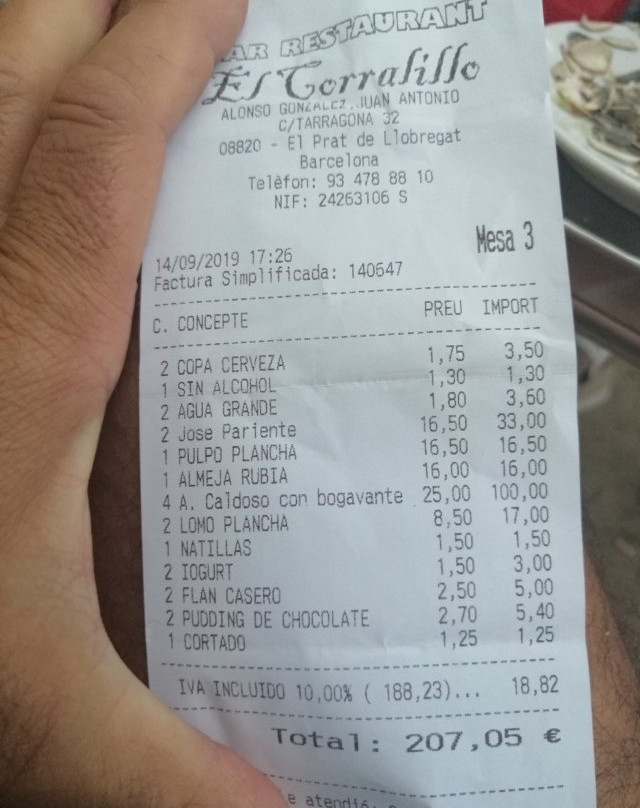 BAR RESTAURANT
El Corralillo
ALONSO GONZALEZ, JUAN ANTONIO
C/TARRAGONA 32
08820 - El Prat de Llobregat
Barcelona
Telèfon: 93 478 88 10
NIF: 24263106 S
Mesa 3
14/09/2019 17:26
Factura Simplificada: 140647
C. CONCEPTE PREU IMPORT
2 COPA CERVEZA 1,75 3,50
1 SIN ALCOHOL 1,30 1,30
2 AGUA GRANDE 1,80 3,60
2 Jose Pariente 16,50 33,00
1 PULPO PLANCHA 16,50 16,50
1 ALMEJA RUBIA 16,00 16,00
4 A. Caldoso con bogavante 25,00 100,00
2 LOMO PLANCHA 8,50 17,00
1 NATILLAS 1,50 1,50
2 IOGURT 1,50 3,00
2 FLAN CASERO 2,50 5,00
2 PUDDING DE CHOCOLATE 2,70 5,40
1 CORTADO 1,25 1,25
IVA INCLUIDO 10,00% ( 188,23)... 18,82
Total: 207,05 €